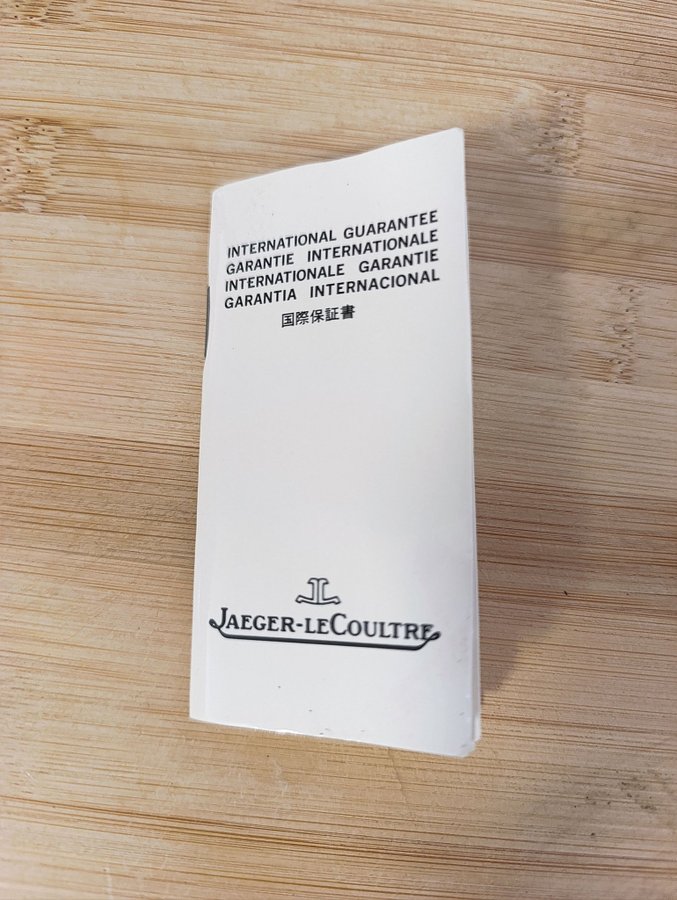 INTERNATIONAL GUARANTEE
GARANTIE INTERNATIONALE
INTERNATIONALE GARANTIE
GARANTIA INTERNACIONAL
国際保証書
JAEGER-LECOULTRE